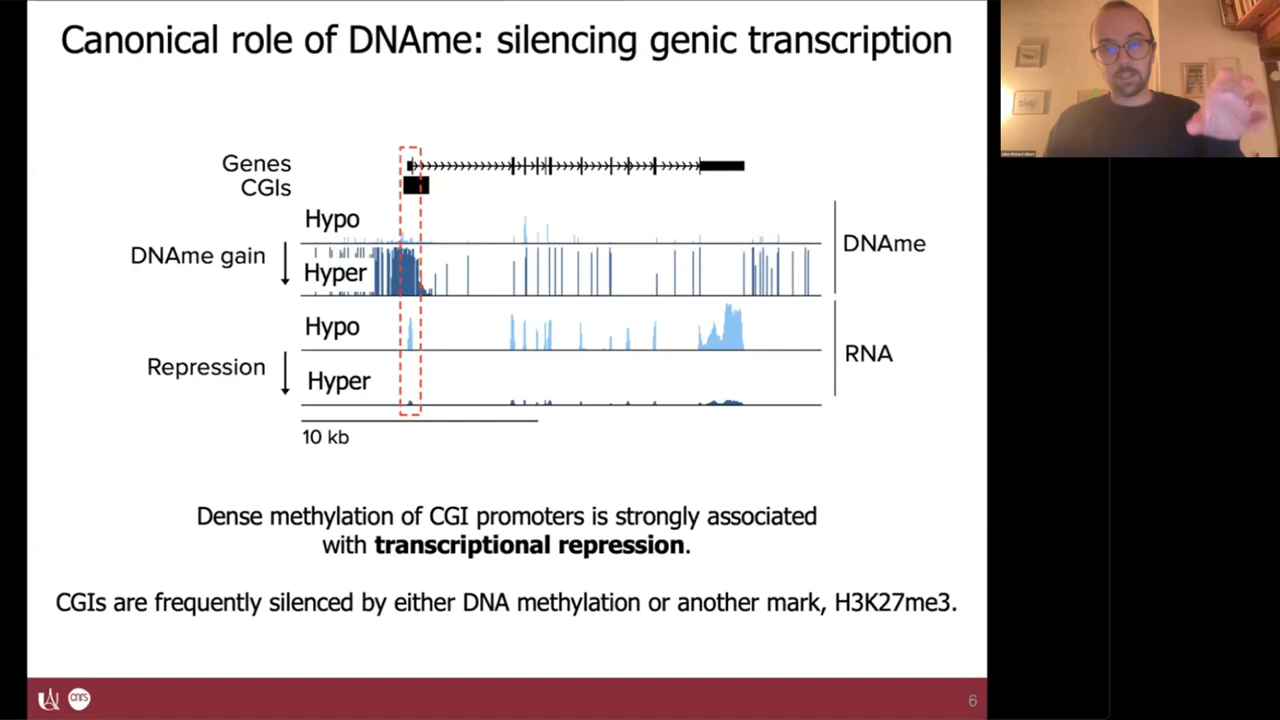 Canonical role of DNAme: silencing genic transcription
Genes
CGIs
Hypo
DNAme gain
Hyper
DNAme
Hypo
Repression
Hyper
RNA
10 kb
Dense methylation of CGI promoters is strongly associated
with transcriptional repression.
CGIs are frequently silenced by either DNA methylation or another mark, H3K27me3.
cnrs
6